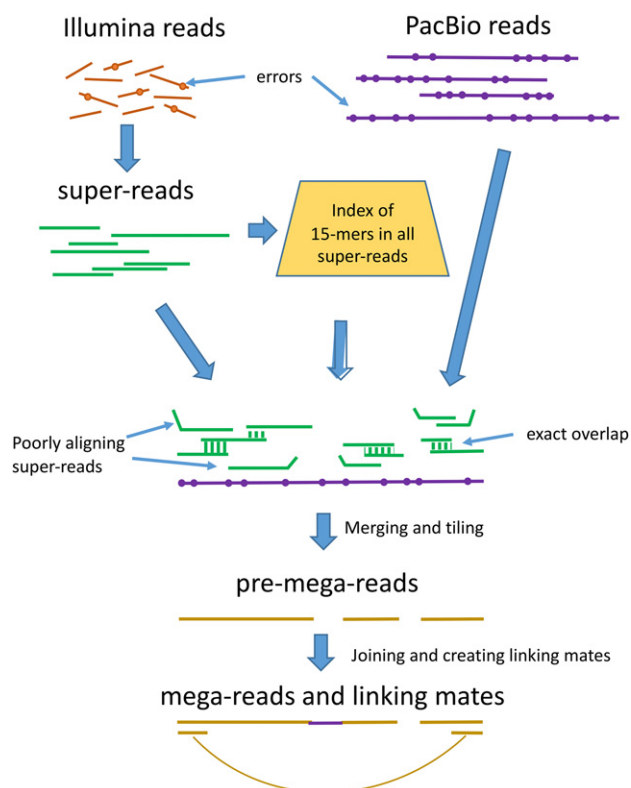 Illumina reads
PacBio reads
errors
super-reads
Index of
15-mers in all
super-reads
Poorly aligning
super-reads
exact overlap
Merging and tiling
pre-mega-reads
Joining and creating linking mates
mega-reads and linking mates